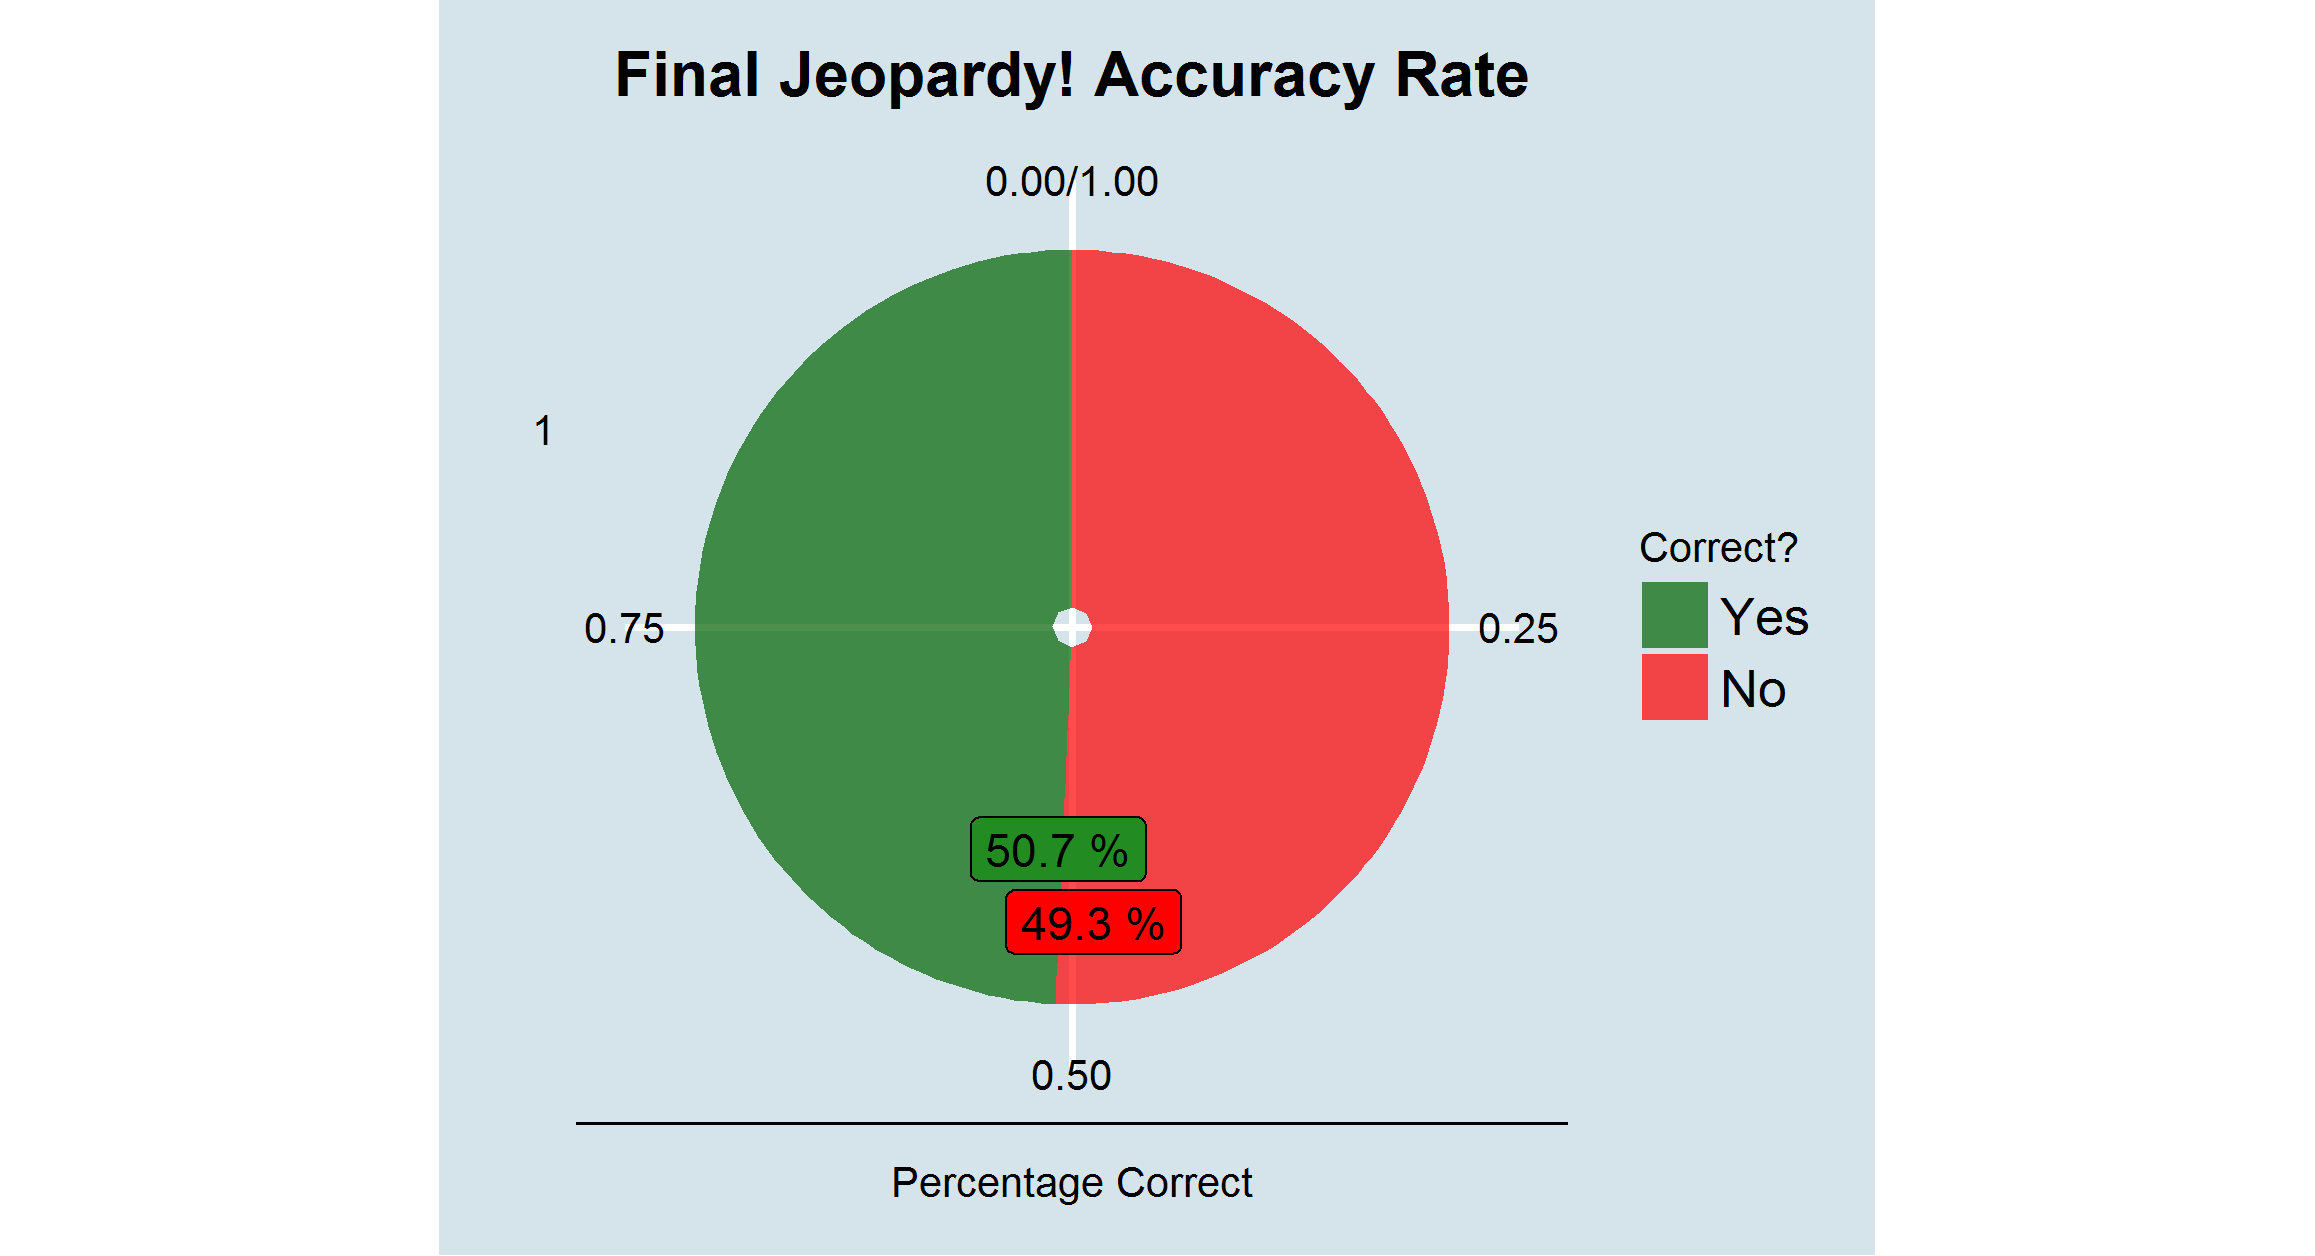 Final Jeopardy! Accuracy Rate
0.00/1.00
1
0.75
0.25
Correct?
Yes
No
50.7 %
49.3 %
0.50
Percentage Correct